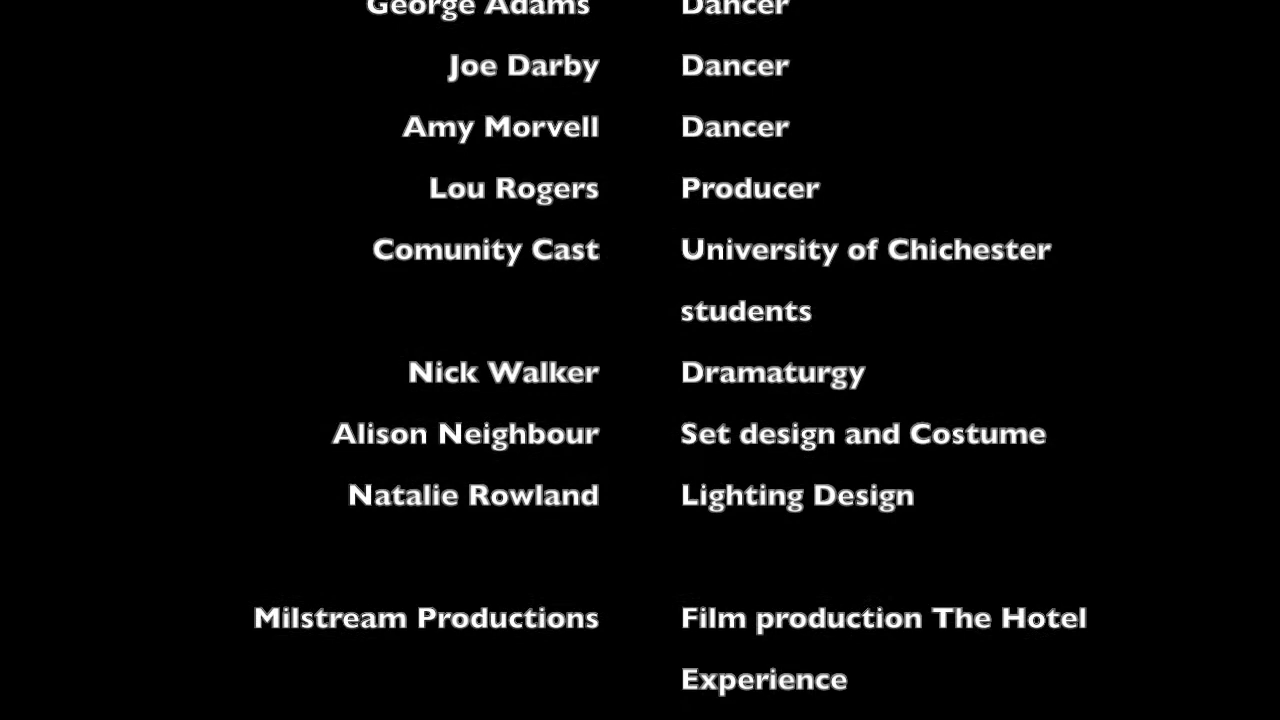 George Adams Dancer
Joe Darby Dancer
Amy Morvell Dancer
Lou Rogers Producer
Comunity Cast University of Chichester
students
Nick Walker Dramaturgy
Alison Neighbour Set design and Costume
Natalie Rowland Lighting Design
Milstream Productions Film production The Hotel
Experience